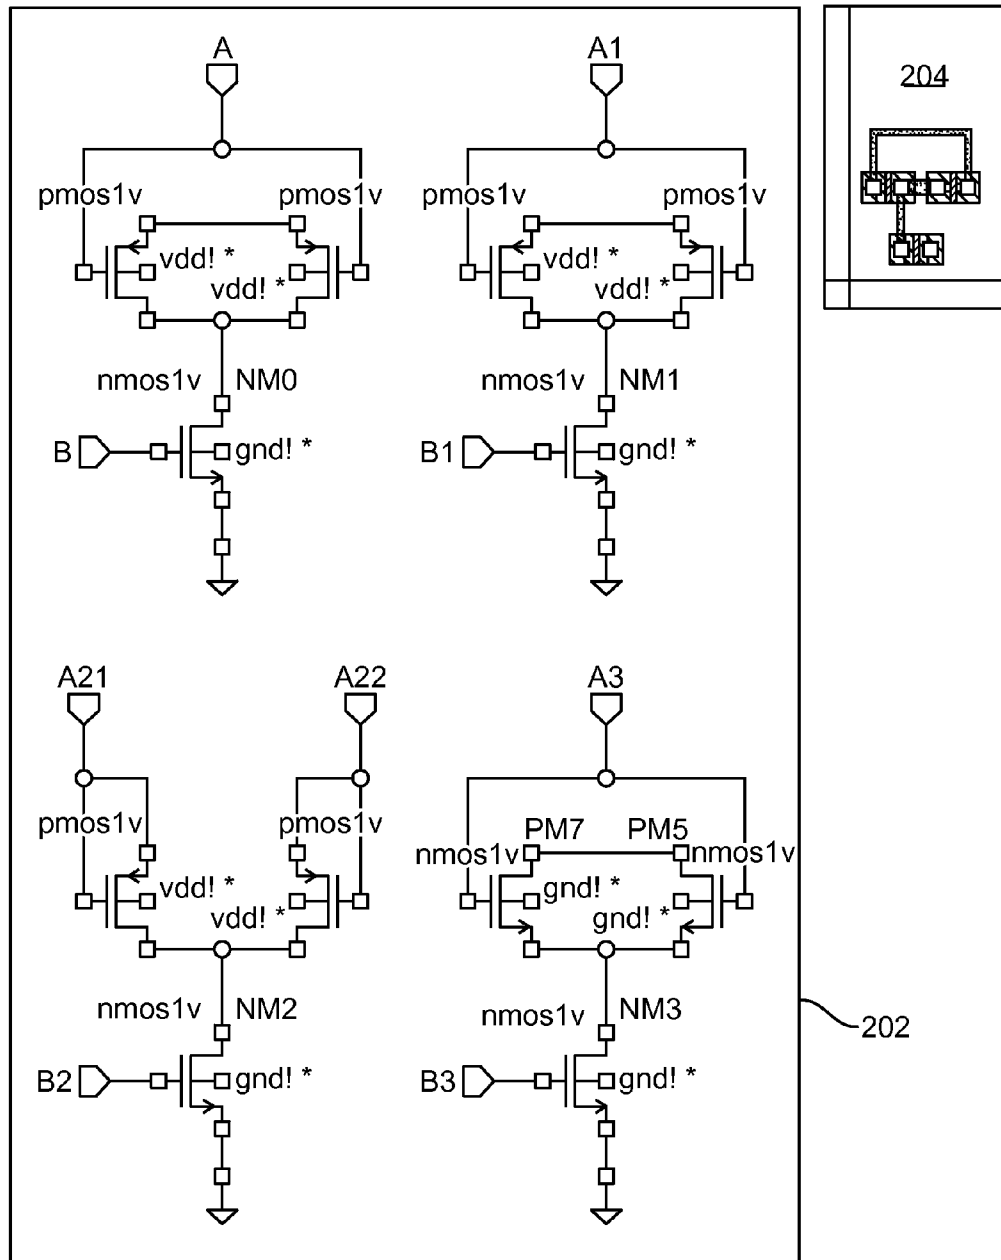 A A1
204
pmos1v pmos1v pmos1v pmos1v
vdd! * vdd! *
vdd! * vdd! *
nmos1v NM0 nmos1v NM1
B gnd! * B1 gnd! *
A21 A22 A3
pmos1v pmos1v PM7 PM5
nmos1v nmos1v
vdd! * gnd! *
vdd! * gnd! *
nmos1v NM2 nmos1v NM3
202
B2 gnd! * B3 gnd! *